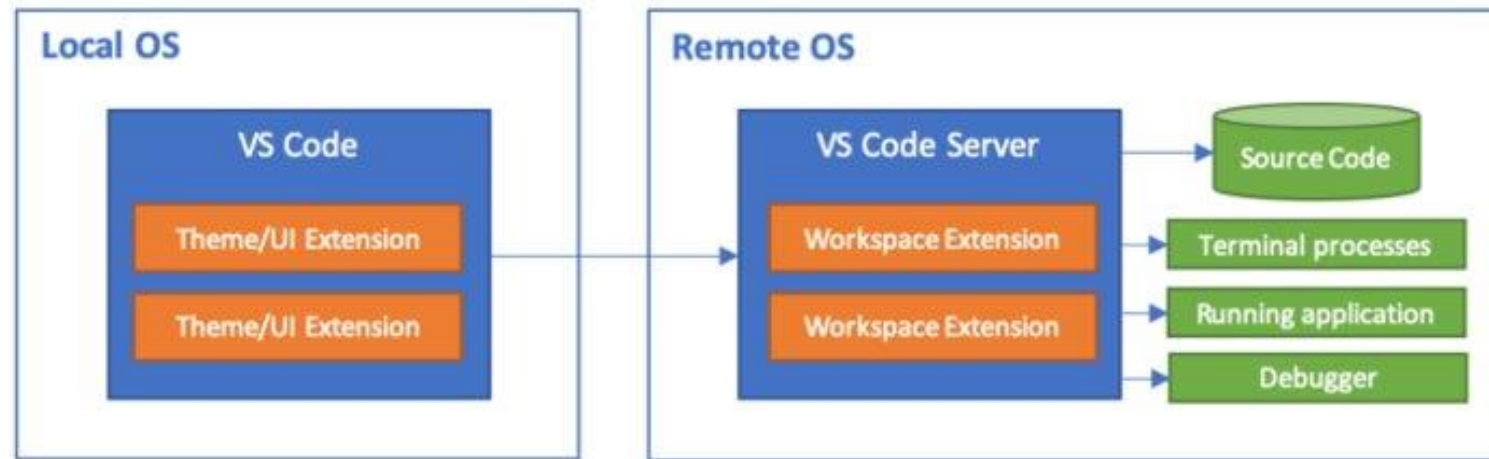 Local OS
VS Code
Theme/UI Extension
Theme/UI Extension
Remote OS
VS Code Server
Workspace Extension
Workspace Extension
Source Code
Terminal processes
Running application
Debugger